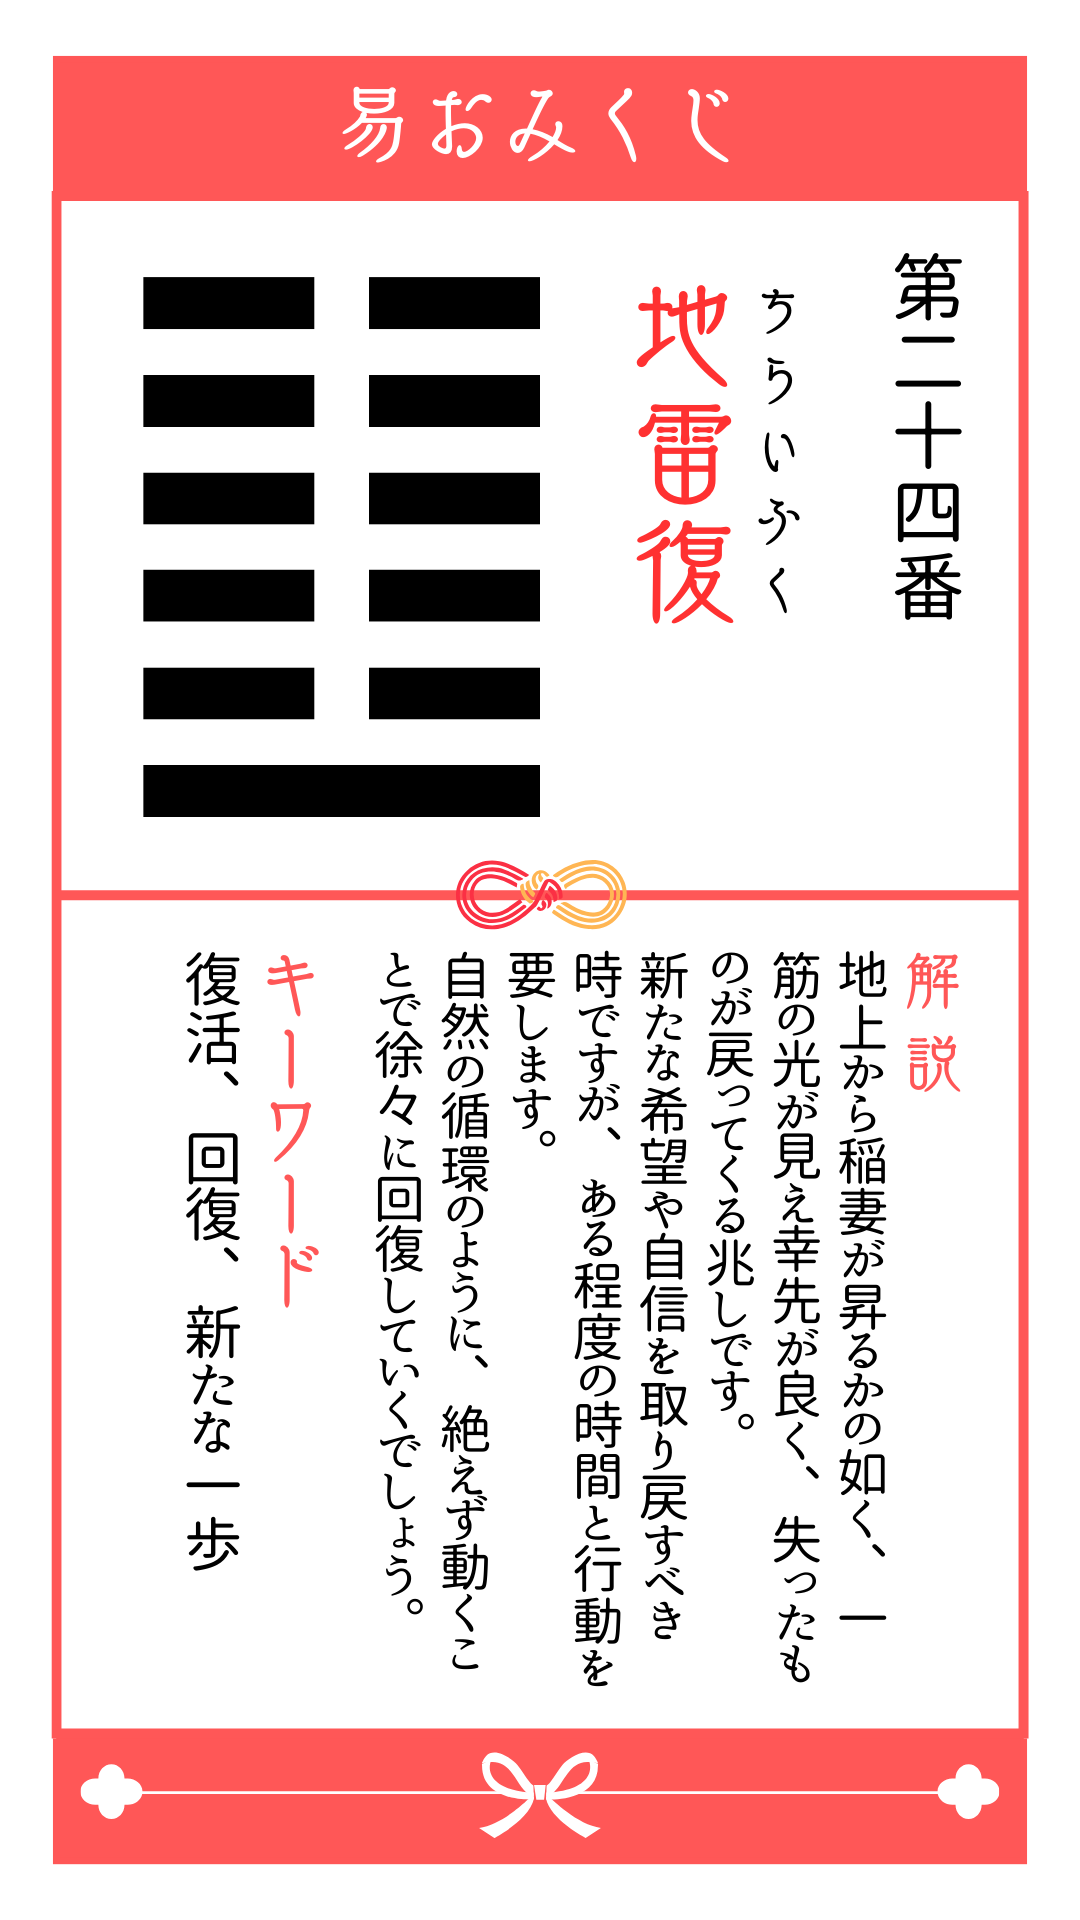 易おみくじ
第二十四番
ちらいふく
地雷復
解説
地上から稲妻が昇るかの如く、一
筋の光が見え幸先が良く、失ったも
のが戻ってくる兆しです。
新たな希望や自信を取り戻すべき
時ですが、ある程度の時間と行動を
要します。
自然の循環のように、絶えず動くこ
とで徐々に回復していくでしょう。
キーワード
復活、回復、新たな一歩